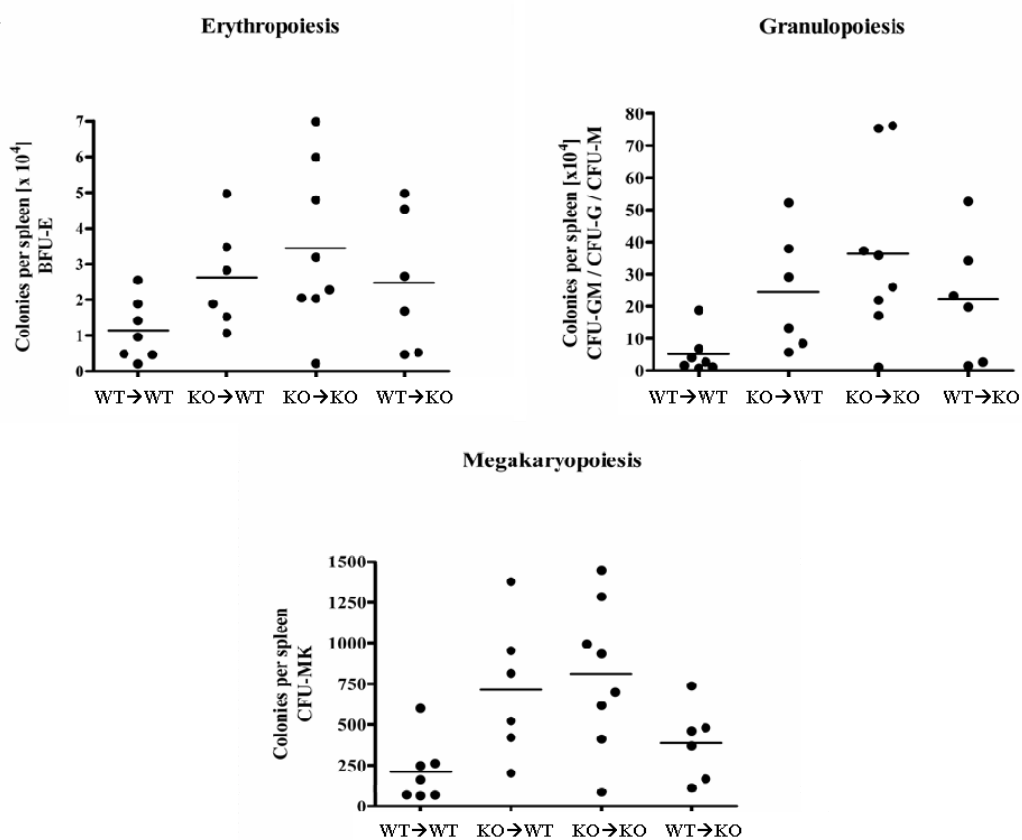 Erythropoiesis
Colonies per spleen [x 10⁴]
BFU-E
7
6
5
4
3
2
1
0
WT→WT KO→WT KO→KO WT→KO
Granulopoiesis
Colonies per spleen [x10⁴]
CFU-GM / CFU-G / CFU-M
80
70
60
50
40
30
20
10
0
WT→WT KO→WT KO→KO WT→KO
Megakaryopoiesis
Colonies per spleen
CFU-MK
1500
1250
1000
750
500
250
0
WT→WT KO→WT KO→KO WT→KO